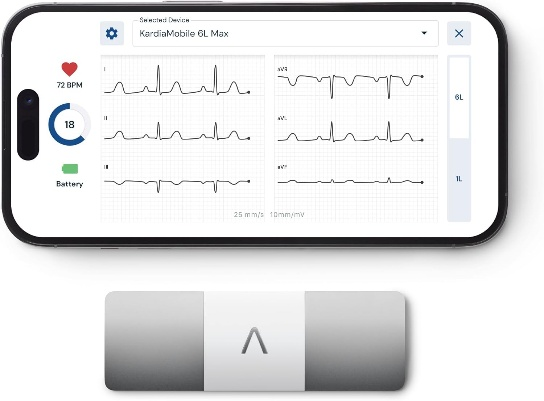 Selected Device
KardiaMobile 6L Max
72 BPM
18
Battery
I
aVR
II
aVL
III
aVF
25 mm/s 10mm/mV
6L
1L